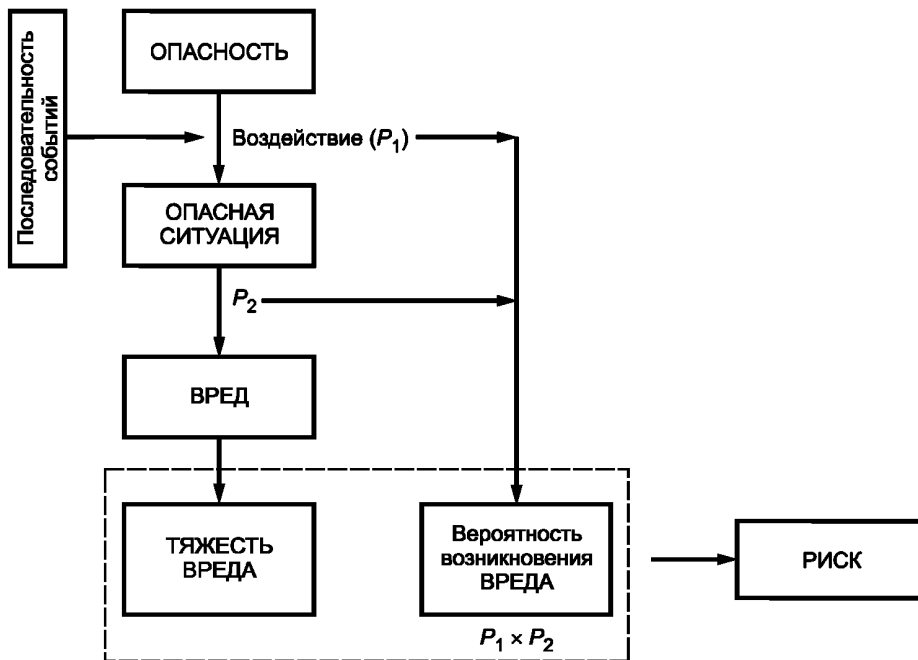 Последовательность
событий
ОПАСНОСТЬ
Воздействие (P₁)
ОПАСНАЯ
СИТУАЦИЯ
P₂
ВРЕД
ТЯЖЕСТЬ
ВРЕДА
Вероятность
возникновения
ВРЕДА
P₁ × P₂
РИСК